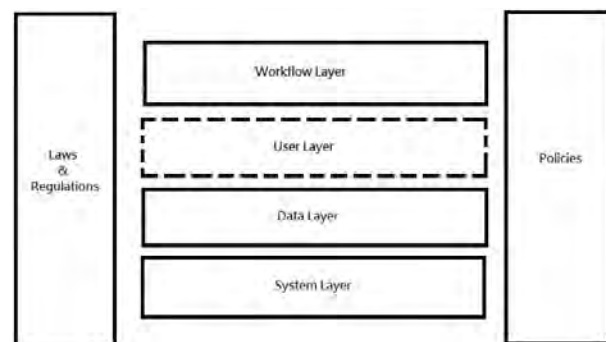 Workflow Layer
User Layer
Laws
&
Regulations
Policies
Data Layer
System Layer